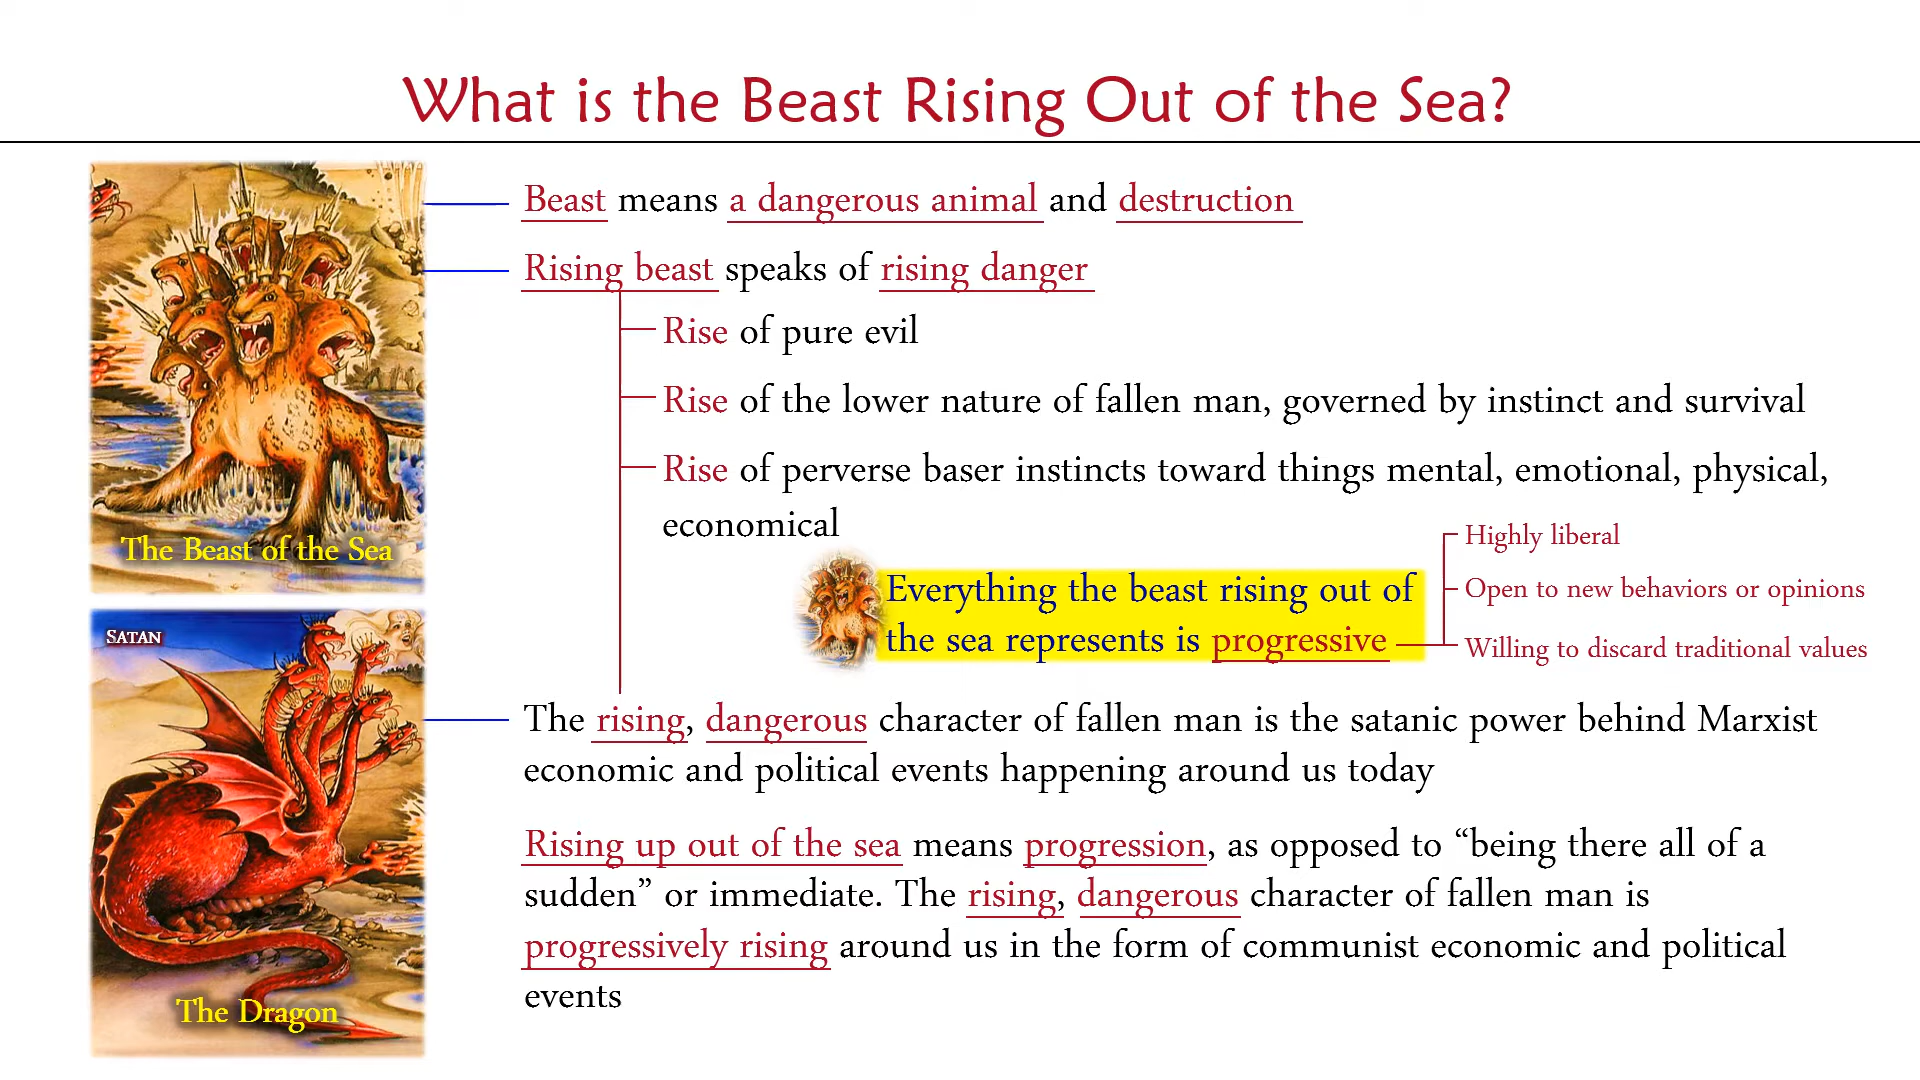 What is the Beast Rising Out of the Sea?
Beast means a dangerous animal and destruction
Rising beast speaks of rising danger
Rise of pure evil
Rise of the lower nature of fallen man, governed by instinct and survival
Rise of perverse baser instincts toward things mental, emotional, physical,
economical
The Beast of the Sea
Everything the beast rising out of
the sea represents is progressive
Highly liberal
Open to new behaviors or opinions
Willing to discard traditional values
SATAN
The rising, dangerous character of fallen man is the satanic power behind Marxist
economic and political events happening around us today
Rising up out of the sea means progression, as opposed to “being there all of a
sudden” or immediate. The rising, dangerous character of fallen man is
progressively rising around us in the form of communist economic and political
events
The Dragon